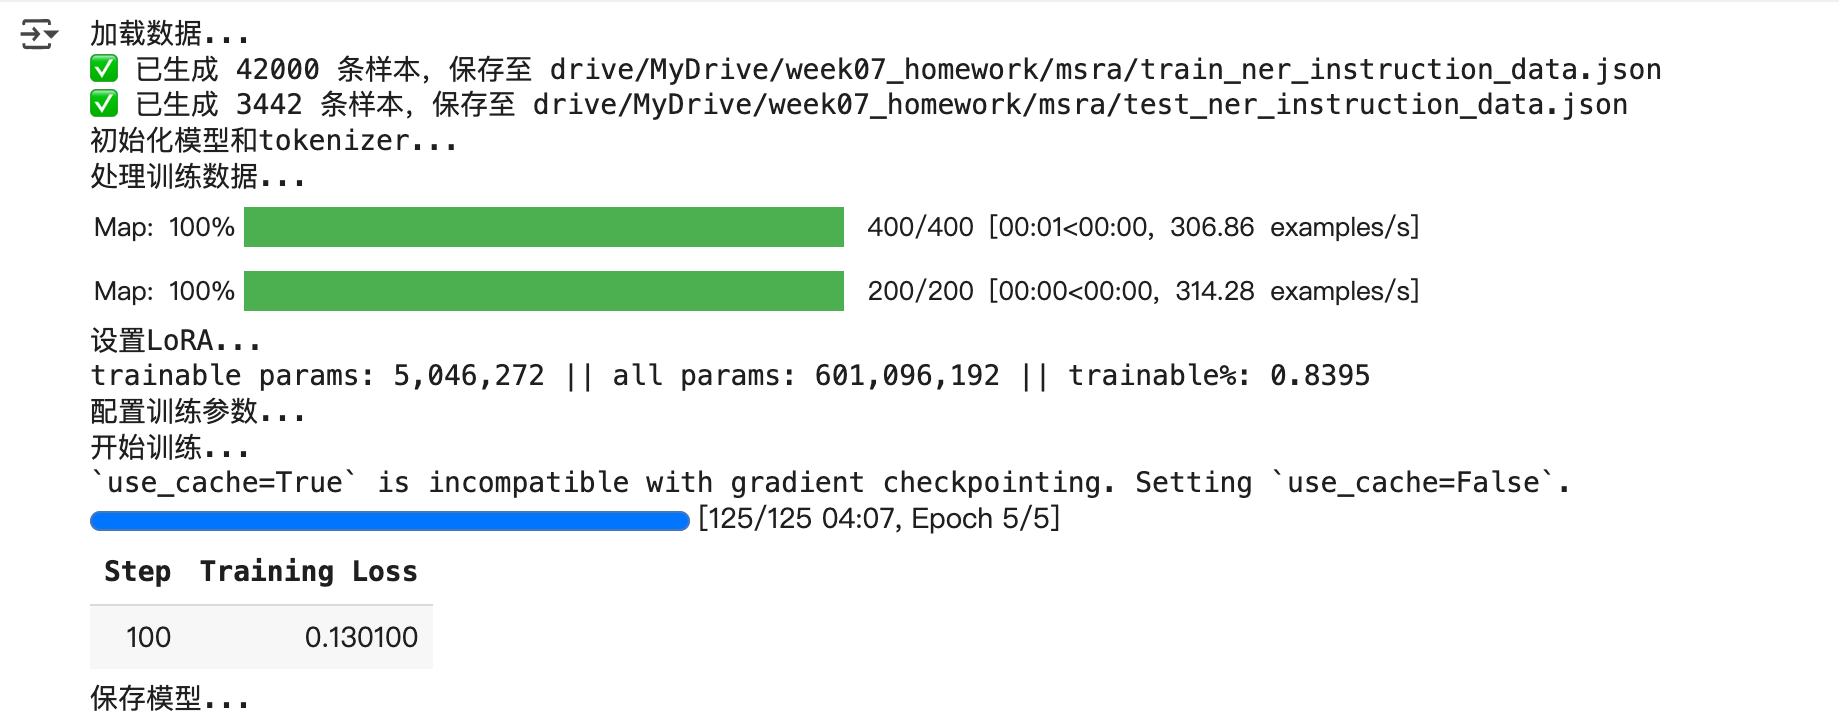 加载数据...
✅ 已生成 42000 条样本，保存至 drive/MyDrive/week07_homework/msra/train_ner_instruction_data.json
✅ 已生成 3442 条样本，保存至 drive/MyDrive/week07_homework/msra/test_ner_instruction_data.json
初始化模型和tokenizer...
处理训练数据...
Map: 100% 400/400 [00:01<00:00, 306.86 examples/s]
Map: 100% 200/200 [00:00<00:00, 314.28 examples/s]
设置LoRA...
trainable params: 5,046,272 || all params: 601,096,192 || trainable%: 0.8395
配置训练参数...
开始训练...
`use_cache=True` is incompatible with gradient checkpointing. Setting `use_cache=False`.
[125/125 04:07, Epoch 5/5]
Step Training Loss
100 0.130100
保存模型...